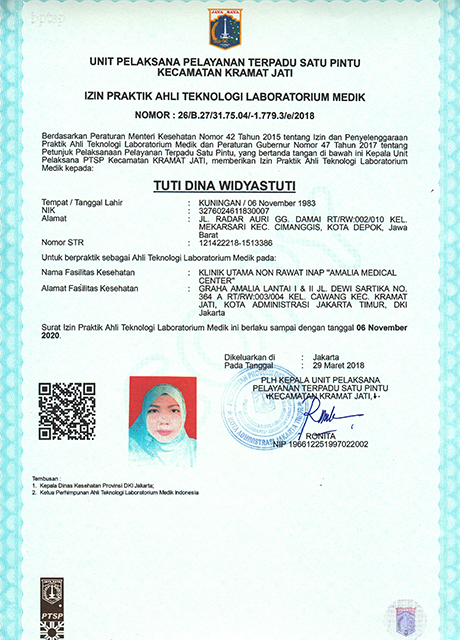 JAYA RAYA
UNIT PELAKSANA PELAYANAN TERPADU SATU PINTU
KECAMATAN KRAMAT JATI
IZIN PRAKTIK AHLI TEKNOLOGI LABORATORIUM MEDIK
NOMOR : 26/B.27/31.75.04/-1.779.3/e/2018
Berdasarkan Peraturan Menteri Kesehatan Nomor 42 Tahun 2015 tentang Izin dan Penyelenggaraan
Praktik Ahli Teknologi Laboratorium Medik dan Peraturan Gubernur Nomor 47 Tahun 2017 tentang
Petunjuk Pelaksanaan Pelayanan Terpadu Satu Pintu, yang bertanda tangan di bawah ini Kepala Unit
Pelaksana PTSP Kecamatan KRAMAT JATI, memberikan Izin Praktik Ahli Teknologi Laboratorium
Medik kepada:
TUTI DINA WIDYASTUTI
Tempat / Tanggal Lahir : KUNINGAN / 06 November 1983
NIK : 3276024611830007
Alamat : JL. RADAR AURI GG. DAMAI RT/RW:002/010 KEL.
MEKARSARI KEC. CIMANGGIS, KOTA DEPOK, Jawa
Barat
Nomor STR : 121422218-1513386
Untuk berpraktik sebagai Ahli Teknologi Laboratorium Medik pada:
Nama Fasilitas Kesehatan : KLINIK UTAMA NON RAWAT INAP "AMALIA MEDICAL
CENTER"
Alamat Fasilitas Kesehatan : GRAHA AMALIA LANTAI I & II JL. DEWI SARTIKA NO.
364 A RT/RW:003/004 KEL. CAWANG KEC. KRAMAT
JATI, KOTA ADMINISTRASI JAKARTA TIMUR, DKI
Jakarta
Surat Izin Praktik Ahli Teknologi Laboratorium Medik ini berlaku sampai dengan tanggal 06 November
2020.
Dikeluarkan di : Jakarta
Pada Tanggal : 29 Maret 2018
PLH KEPALA UNIT PELAKSANA
PELAYANAN TERPADU SATU PINTU
KECAMATAN KRAMAT JATI,
RONITA
NIP 196612251997022002
Tembusan :
1. Kepala Dinas Kesehatan Provinsi DKI Jakarta;
2. Ketua Perhimpunan Ahli Teknologi Laboratorium Medik Indonesia
PTSP